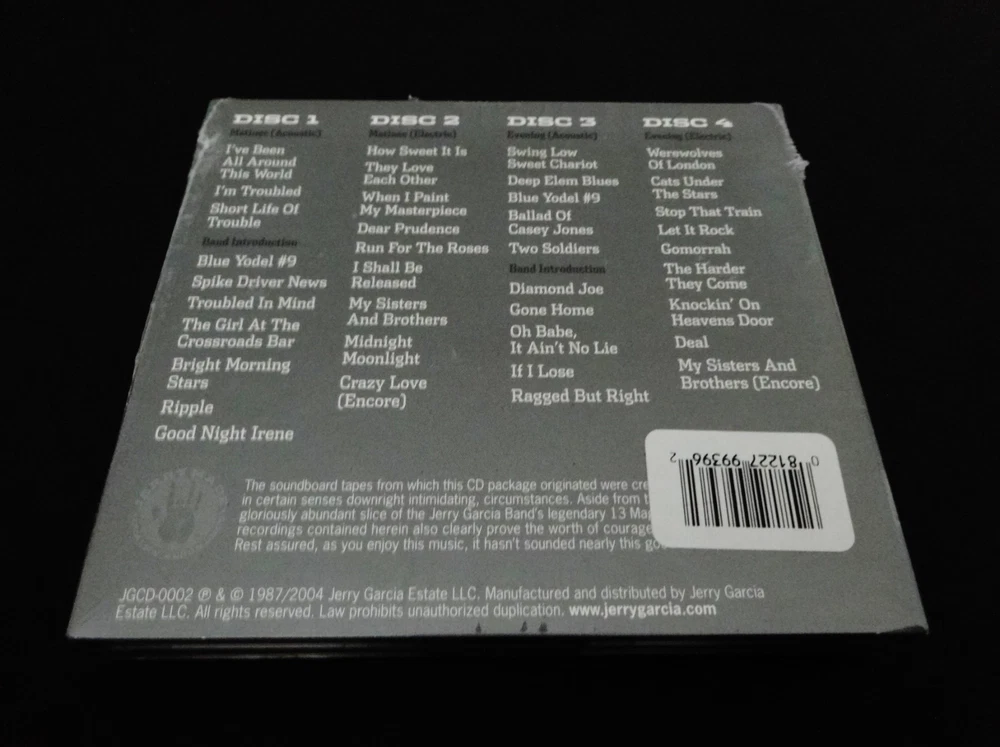 DISC 1
Matinee (Acoustic)
I've Been
All Around
This World
I'm Troubled
Short Life Of
Trouble
Band Introduction
Blue Yodel #9
Spike Driver News
Troubled In Mind
The Girl At The
Crossroads Bar
Bright Morning
Stars
Ripple
Good Night Irene
DISC 2
Matinee (Electric)
How Sweet It Is
They Love
Each Other
When I Paint
My Masterpiece
Dear Prudence
Run For The Roses
I Shall Be
Released
My Sisters
And Brothers
Midnight
Moonlight
Crazy Love
(Encore)
DISC 3
Evening (Acoustic)
Swing Low
Sweet Chariot
Deep Elem Blues
Blue Yodel #9
Ballad Of
Casey Jones
Two Soldiers
Band Introduction
Diamond Joe
Gone Home
Oh Babe,
It Ain't No Lie
If I Lose
Ragged But Right
DISC 4
Evening (Electric)
Werewolves
Of London
Cats Under
The Stars
Stop That Train
Let It Rock
Gomorrah
The Harder
They Come
Knockin' On
Heavens Door
Deal
My Sisters And
Brothers (Encore)
0 81227 99396 2
The soundboard tapes from which this CD package originated were cre
in certain senses downright intimidating, circumstances. Aside from t
gloriously abundant slice of the Jerry Garcia Band's legendary 13 Ma
recordings contained herein also clearly prove the worth of courage
Rest assured, as you enjoy this music, it hasn't sounded nearly this go
JGCD-0002 ℗ & © 1987/2004 Jerry Garcia Estate LLC. Manufactured and distributed by Jerry Garcia
Estate LLC. All rights reserved. Law prohibits unauthorized duplication. www.jerrygarcia.com